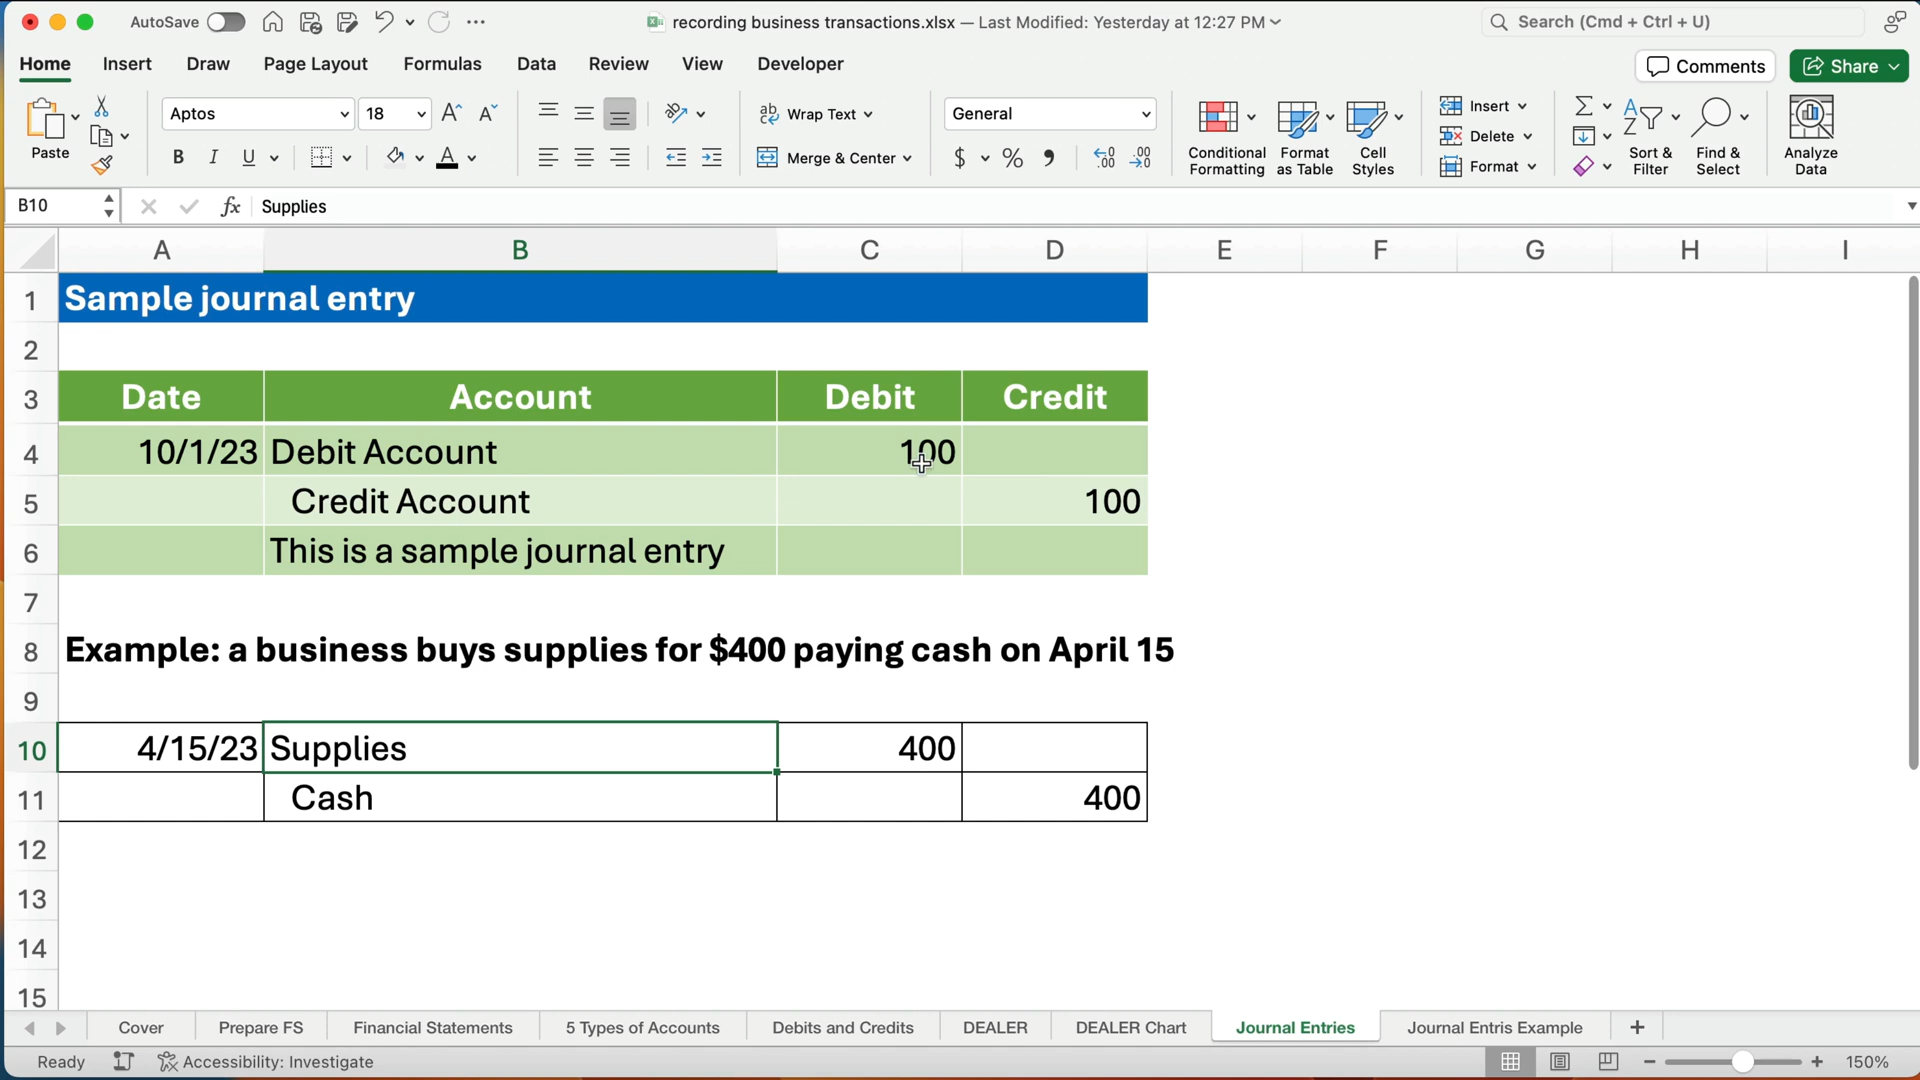 AutoSave
recording business transactions.xlsx — Last Modified: Yesterday at 12:27 PM
Search (Cmd + Ctrl + U)
Home Insert Draw Page Layout Formulas Data Review View Developer
Comments Share
Paste
Aptos 18
B I U A
ab Wrap Text
Merge & Center
General
$ % 9
Conditional Formatting
Format as Table
Cell Styles
Insert
Delete
Format
Sort & Filter
Find & Select
Analyze Data
B10 fx Supplies
A B C D E F G H I
1 Sample journal entry
2
3 Date Account Debit Credit
4 10/1/23 Debit Account 100
5 Credit Account 100
6 This is a sample journal entry
7
8 Example: a business buys supplies for $400 paying cash on April 15
9
10 4/15/23 Supplies 400
11 Cash 400
12
13
14
15
Cover Prepare FS Financial Statements 5 Types of Accounts Debits and Credits DEALER DEALER Chart Journal Entries Journal Entris Example +
Ready Accessibility: Investigate 150%